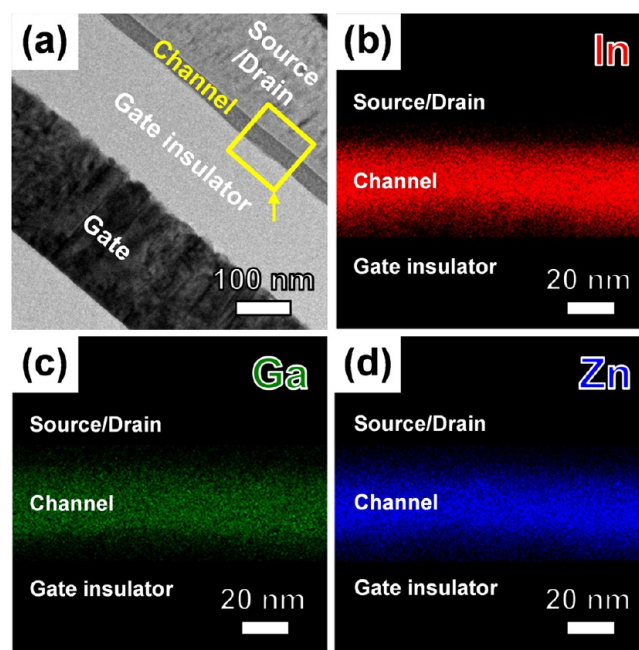 (a)
Source
/Drain
Channel
Gate insulator
Gate
100 nm
(b)
In
Source/Drain
Channel
Gate insulator
20 nm
(c)
Ga
Source/Drain
Channel
Gate insulator
20 nm
(d)
Zn
Source/Drain
Channel
Gate insulator
20 nm